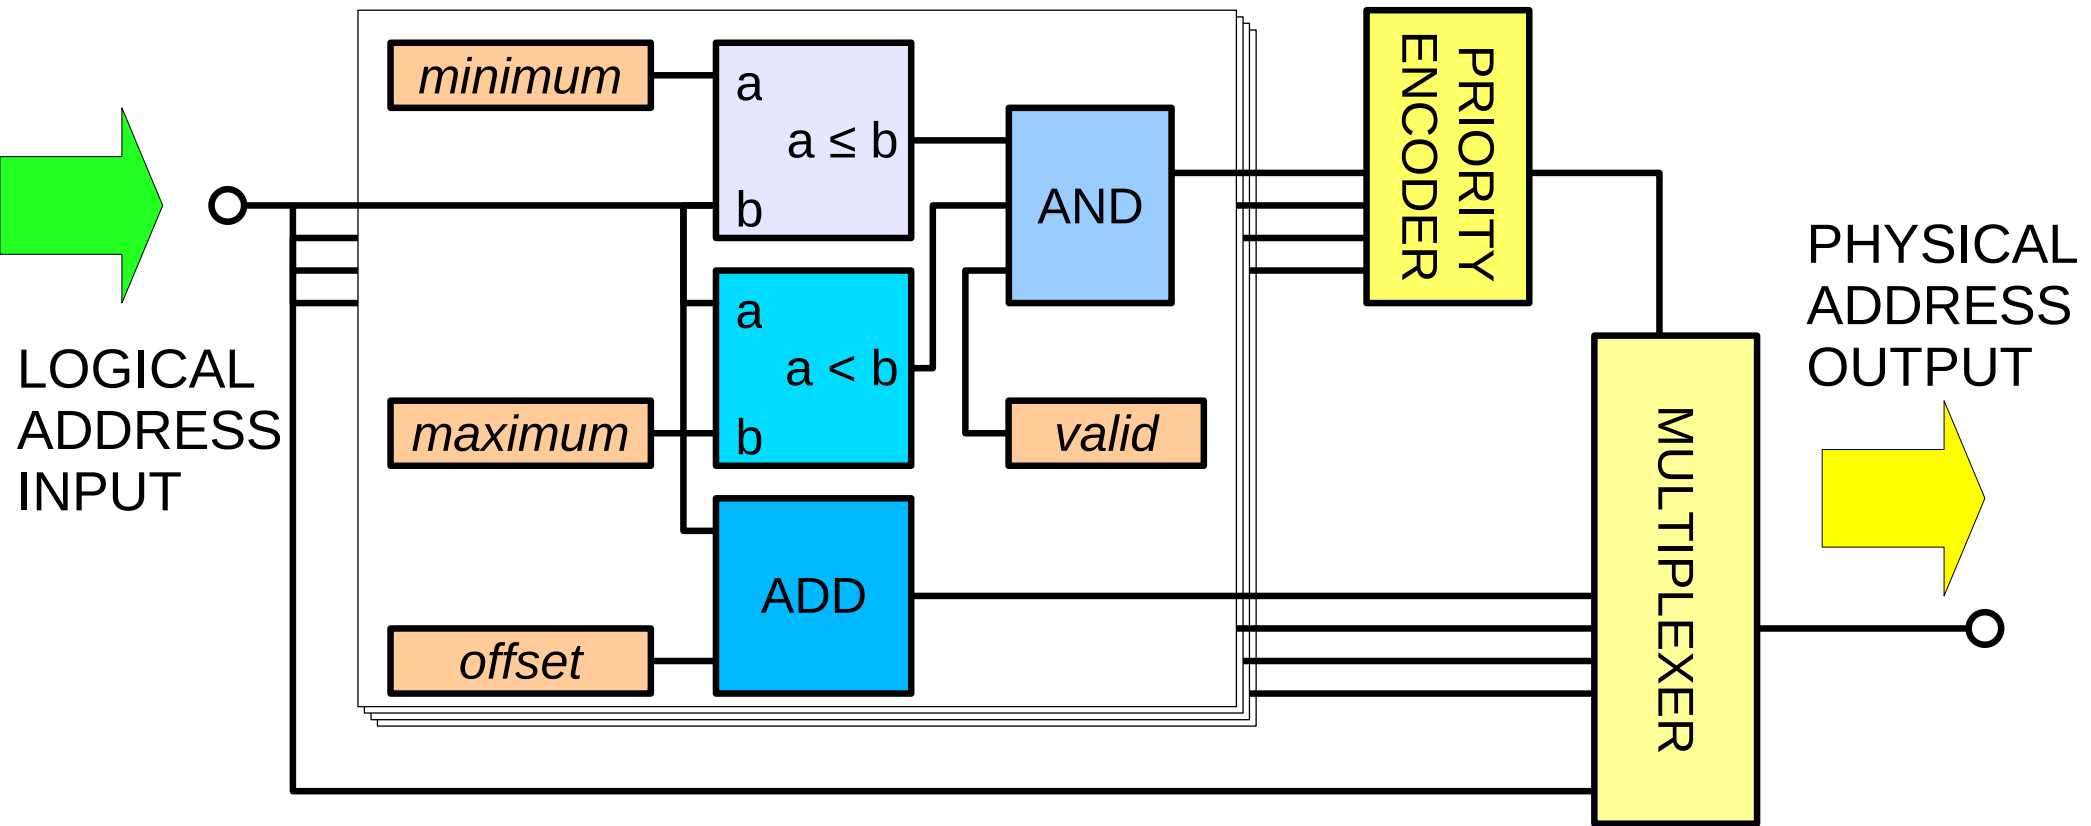 LOGICAL
ADDRESS
INPUT
minimum
maximum
offset
a
a ≤ b
b
a
a < b
b
ADD
AND
valid
PRIORITY
ENCODER
MULTIPLEXER
PHYSICAL
ADDRESS
OUTPUT